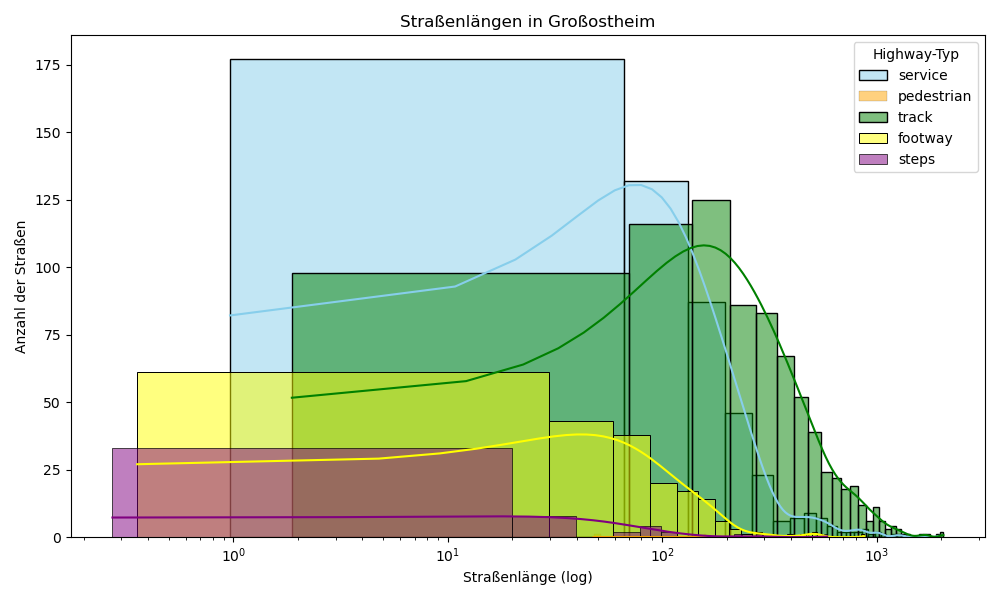 Straßenlängen in Großostheim
Highway-Typ
service
pedestrian
track
footway
steps
Anzahl der Straßen
175
150
125
100
75
50
25
0
10⁰
10¹
10²
10³
Straßenlänge (log)